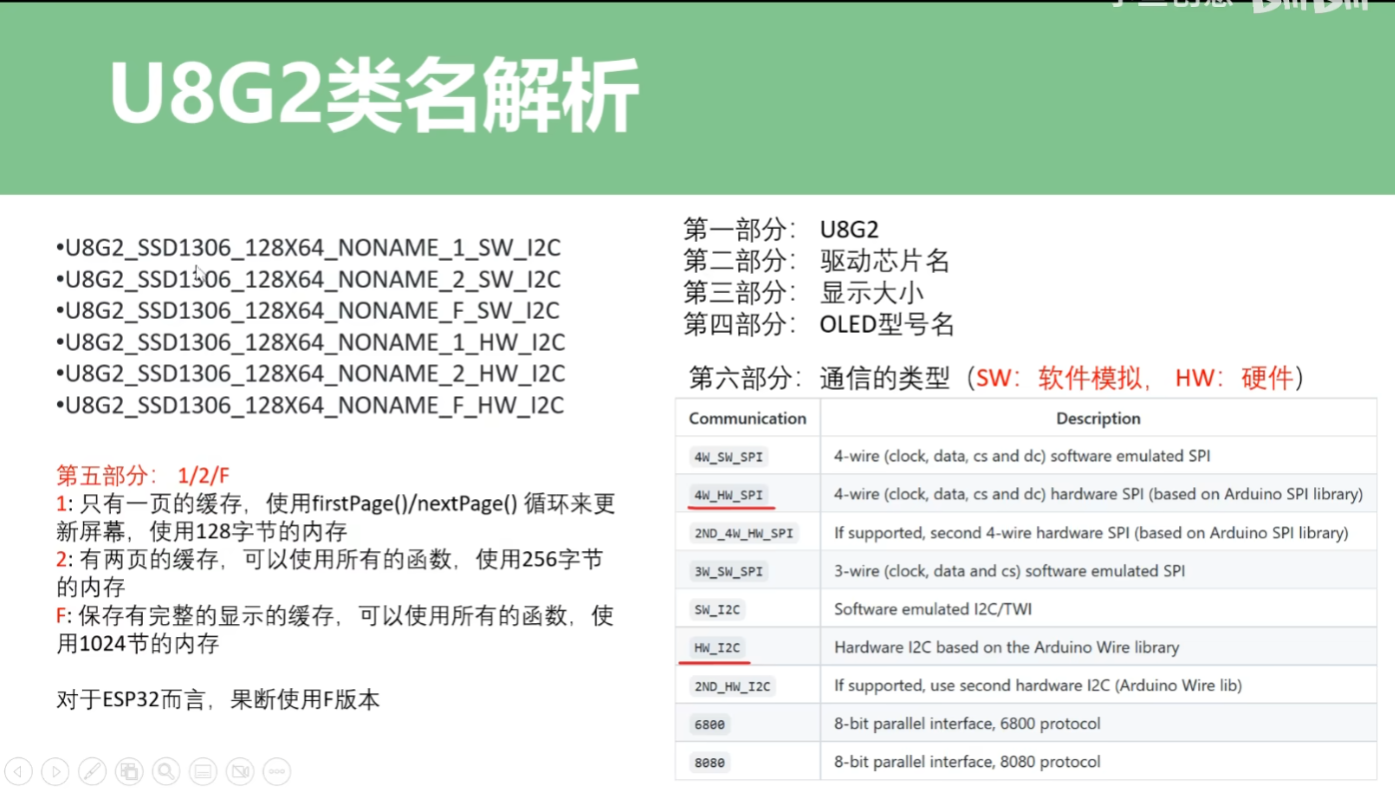 U8G2类名解析
•U8G2_SSD1306_128X64_NONAME_1_SW_I2C
•U8G2_SSD1306_128X64_NONAME_2_SW_I2C
•U8G2_SSD1306_128X64_NONAME_F_SW_I2C
•U8G2_SSD1306_128X64_NONAME_1_HW_I2C
•U8G2_SSD1306_128X64_NONAME_2_HW_I2C
•U8G2_SSD1306_128X64_NONAME_F_HW_I2C
第五部分： 1/2/F
1: 只有一页的缓存，使用firstPage()/nextPage() 循环来更
新屏幕，使用128字节的内存
2: 有两页的缓存，可以使用所有的函数，使用256字节
的内存
F: 保存有完整的显示的缓存，可以使用所有的函数，使
用1024节的内存
对于ESP32而言，果断使用F版本
第一部分： U8G2
第二部分： 驱动芯片名
第三部分： 显示大小
第四部分： OLED型号名
第六部分：通信的类型（SW：软件模拟， HW：硬件）
Communication Description
4W_SW_SPI 4-wire (clock, data, cs and dc) software emulated SPI
4W_HW_SPI 4-wire (clock, data, cs and dc) hardware SPI (based on Arduino SPI library)
2ND_4W_HW_SPI If supported, second 4-wire hardware SPI (based on Arduino SPI library)
3W_SW_SPI 3-wire (clock, data and cs) software emulated SPI
SW_I2C Software emulated I2C/TWI
HW_I2C Hardware I2C based on the Arduino Wire library
2ND_HW_I2C If supported, use second hardware I2C (Arduino Wire lib)
6800 8-bit parallel interface, 6800 protocol
8080 8-bit parallel interface, 8080 protocol